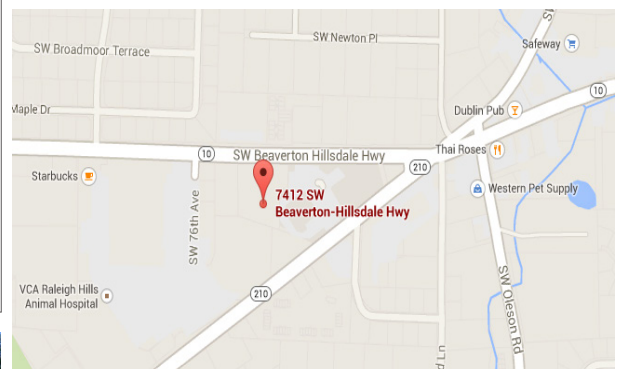 SW Newton Pl
SW Broadmoor Terrace
Safeway
10
Maple Dr
Dublin Pub
Thai Roses
10
SW Beaverton Hillsdale Hwy
210
Starbucks
7412 SW
Beaverton-Hillsdale Hwy
Western Pet Supply
SW 76th Ave
210
VCA Raleigh Hills
Animal Hospital
SW Oleson Rd
d Ln
SW